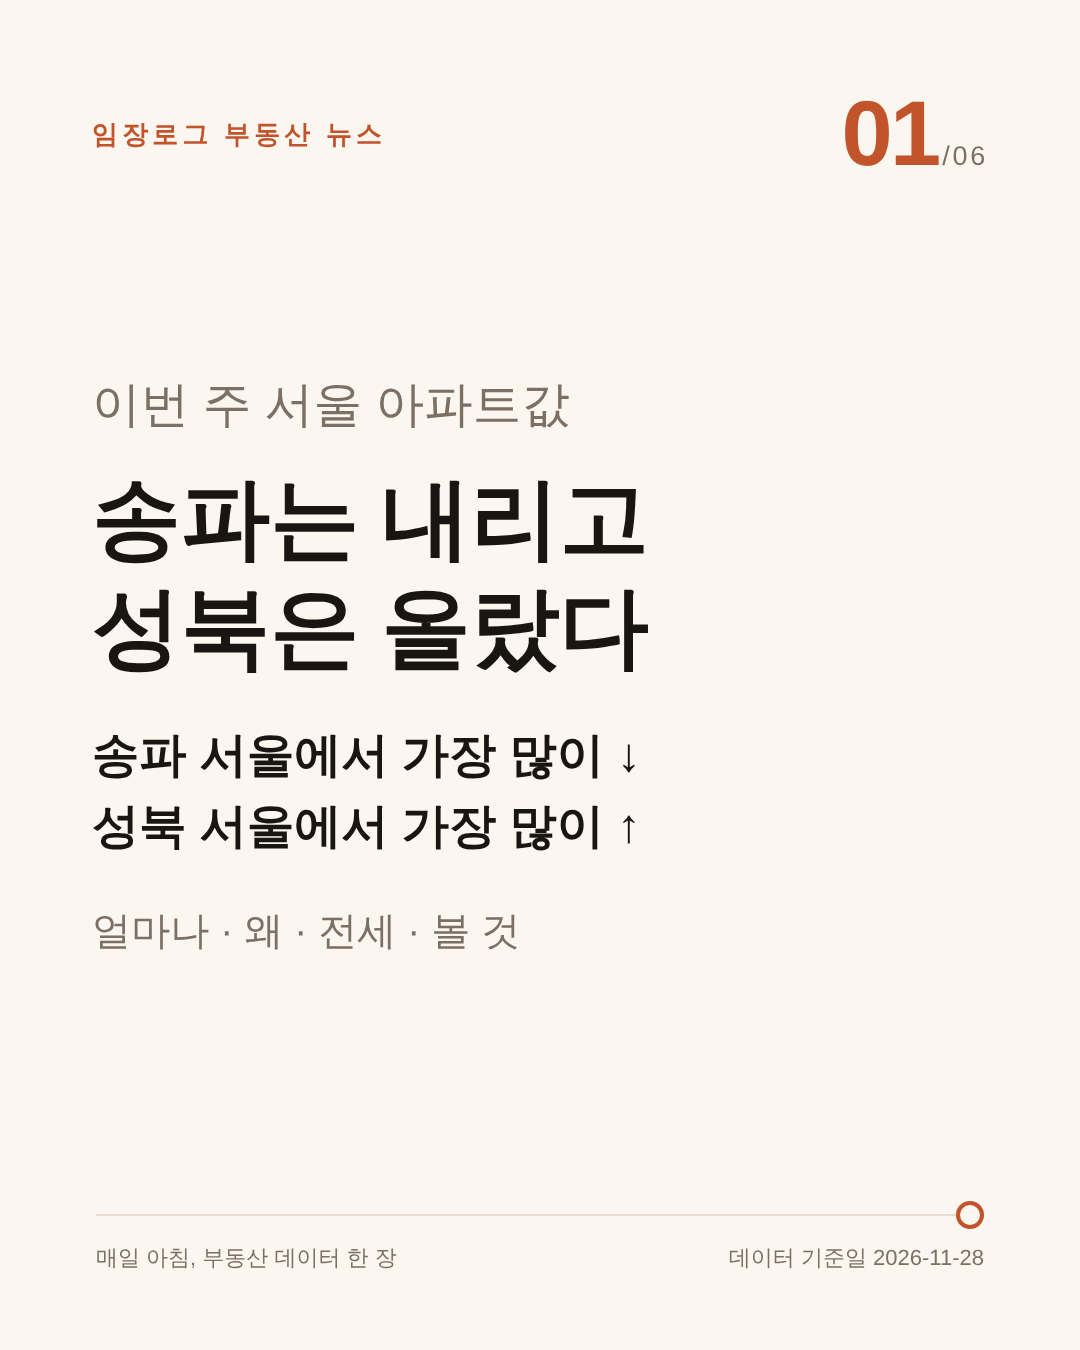 임장로그 부동산 뉴스
01/06
이번 주 서울 아파트값
송파는 내리고
성북은 올랐다
송파 서울에서 가장 많이 ↓
성북 서울에서 가장 많이 ↑
얼마나 · 왜 · 전세 · 볼 것
매일 아침, 부동산 데이터 한 장
데이터 기준일 2026-11-28